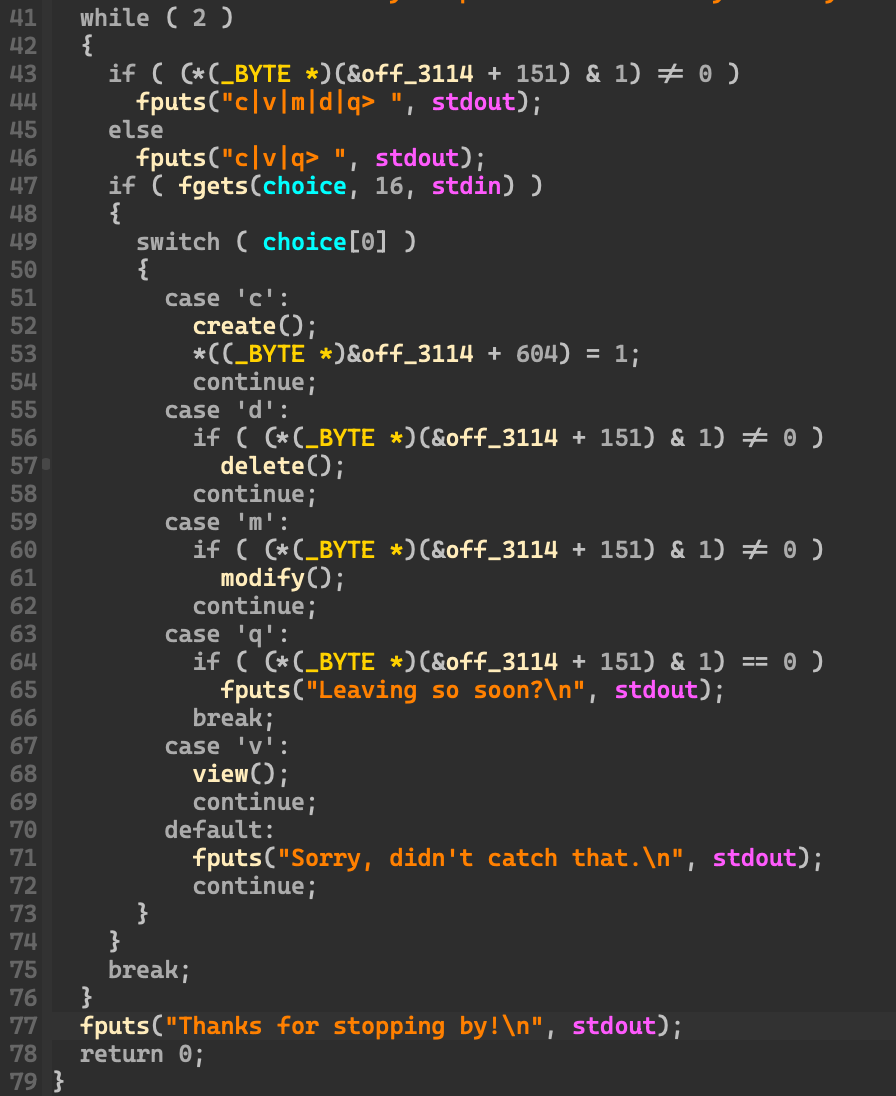 41 while ( 2 )
42 {
43 if ( (*(_BYTE *)(&off_3114 + 151) & 1) ≠ 0 )
44 fputs("c|v|m|d|q> ", stdout);
45 else
46 fputs("c|v|q> ", stdout);
47 if ( fgets(choice, 16, stdin) )
48 {
49 switch ( choice[0] )
50 {
51 case 'c':
52 create();
53 *((_BYTE *)&off_3114 + 604) = 1;
54 continue;
55 case 'd':
56 if ( (*(_BYTE *)(&off_3114 + 151) & 1) ≠ 0 )
57 delete();
58 continue;
59 case 'm':
60 if ( (*(_BYTE *)(&off_3114 + 151) & 1) ≠ 0 )
61 modify();
62 continue;
63 case 'q':
64 if ( (*(_BYTE *)(&off_3114 + 151) & 1) == 0 )
65 fputs("Leaving so soon?\n", stdout);
66 break;
67 case 'v':
68 view();
69 continue;
70 default:
71 fputs("Sorry, didn't catch that.\n", stdout);
72 continue;
73 }
74 }
75 break;
76 }
77 fputs("Thanks for stopping by!\n", stdout);
78 return 0;
79 }